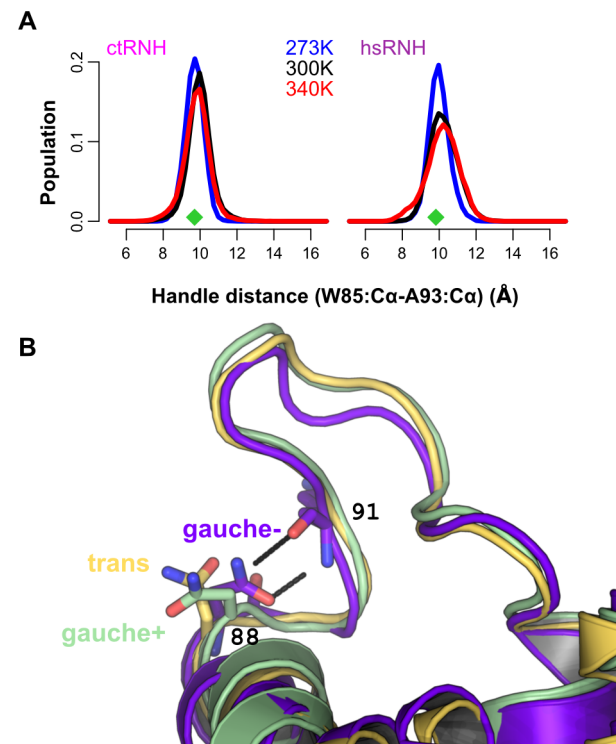 A
ctRNH
273K
300K
340K
hsRNH
Population
0.0
0.1
0.2
6 8 10 12 14 16
6 8 10 12 14 16
Handle distance (W85:Cα-A93:Cα) (Å)
B
91
gauche-
trans
gauche+
88